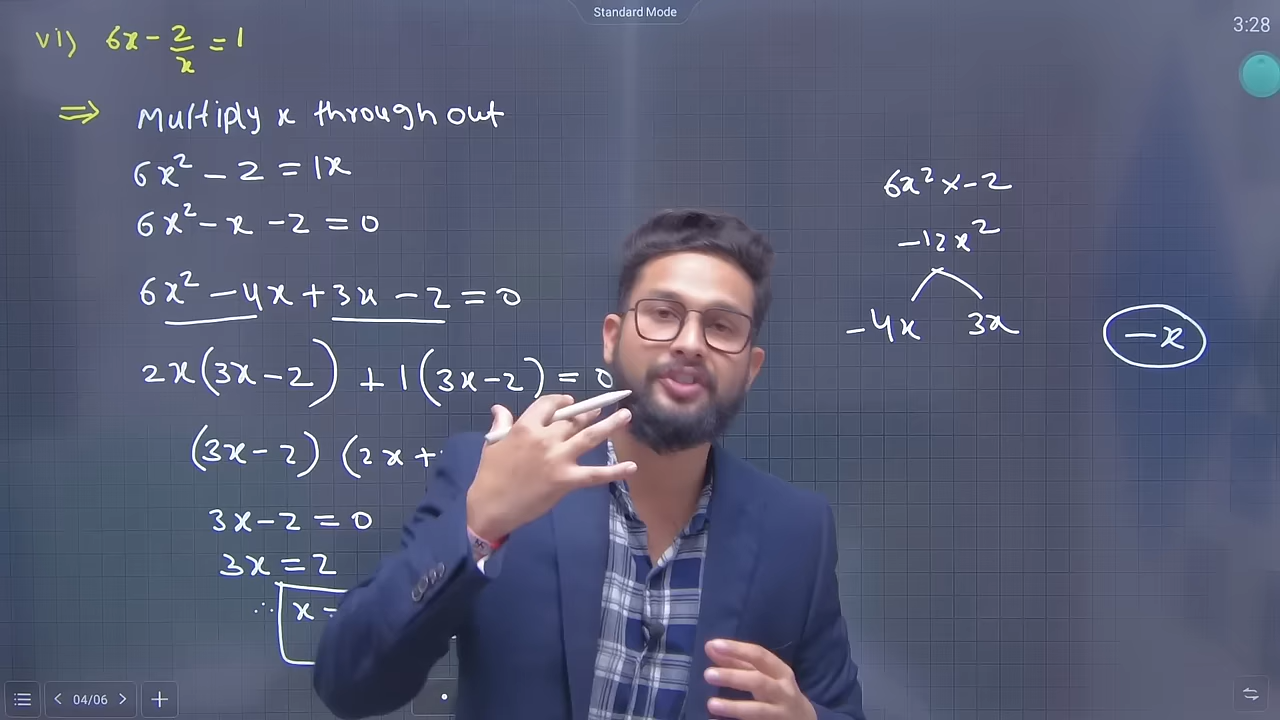 Standard Mode
3:28
vi) 6x - 2/x = 1
⇒ Multiply x through out
6x² - 2 = 1x
6x² - x - 2 = 0
6x² - 4x + 3x - 2 = 0
2x(3x-2) + 1(3x-2) = 0
(3x-2) (2x+
3x-2 = 0
3x = 2
∴ x =
6x² x -2
-12x²
-4x 3x
-x
04/06